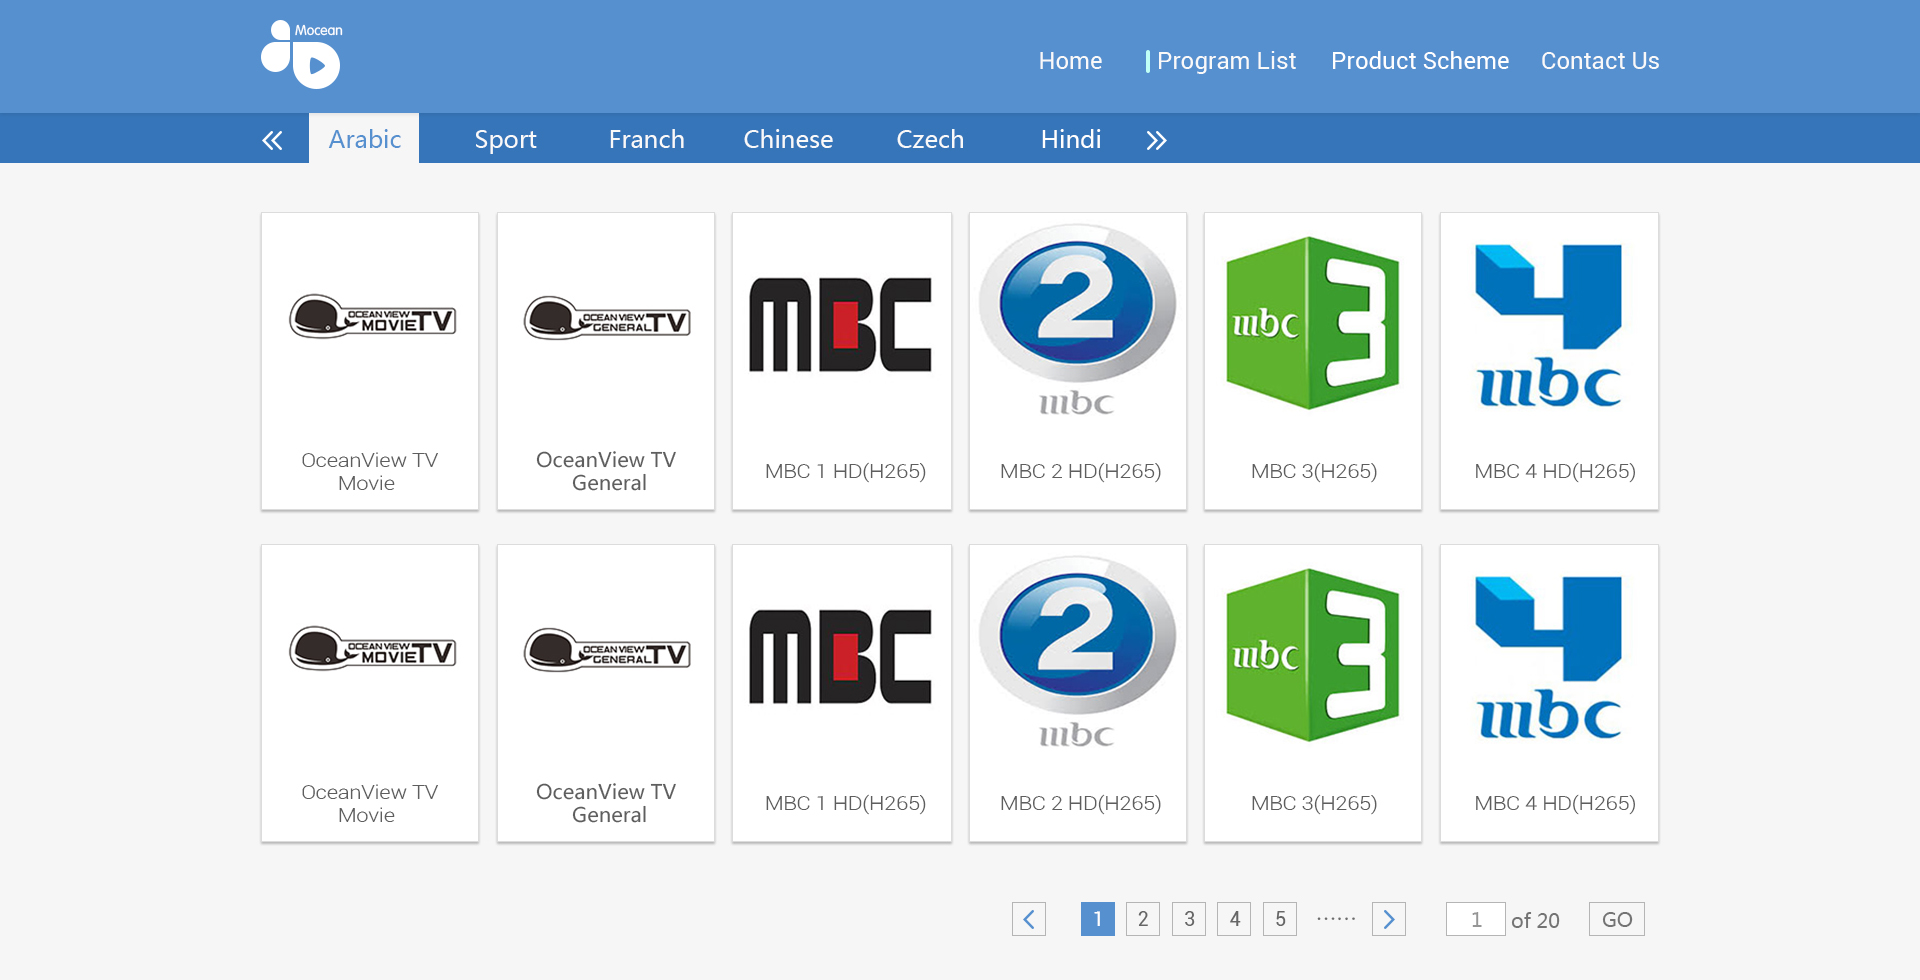 Mocean
Home
Program List
Product Scheme
Contact Us
Arabic
Sport
Franch
Chinese
Czech
Hindi
OCEAN VIEW
MOVIE TV
OCEAN VIEW
GENERAL TV
MBC
2
mbc
mbc 3
4
mbc
OceanView TV
Movie
OceanView TV
General
MBC 1 HD(H265)
MBC 2 HD(H265)
MBC 3(H265)
MBC 4 HD(H265)
OCEAN VIEW
MOVIE TV
OCEAN VIEW
GENERAL TV
MBC
2
mbc
mbc 3
4
mbc
OceanView TV
Movie
OceanView TV
General
MBC 1 HD(H265)
MBC 2 HD(H265)
MBC 3(H265)
MBC 4 HD(H265)
1 2 3 4 5 ······ 1 of 20 GO